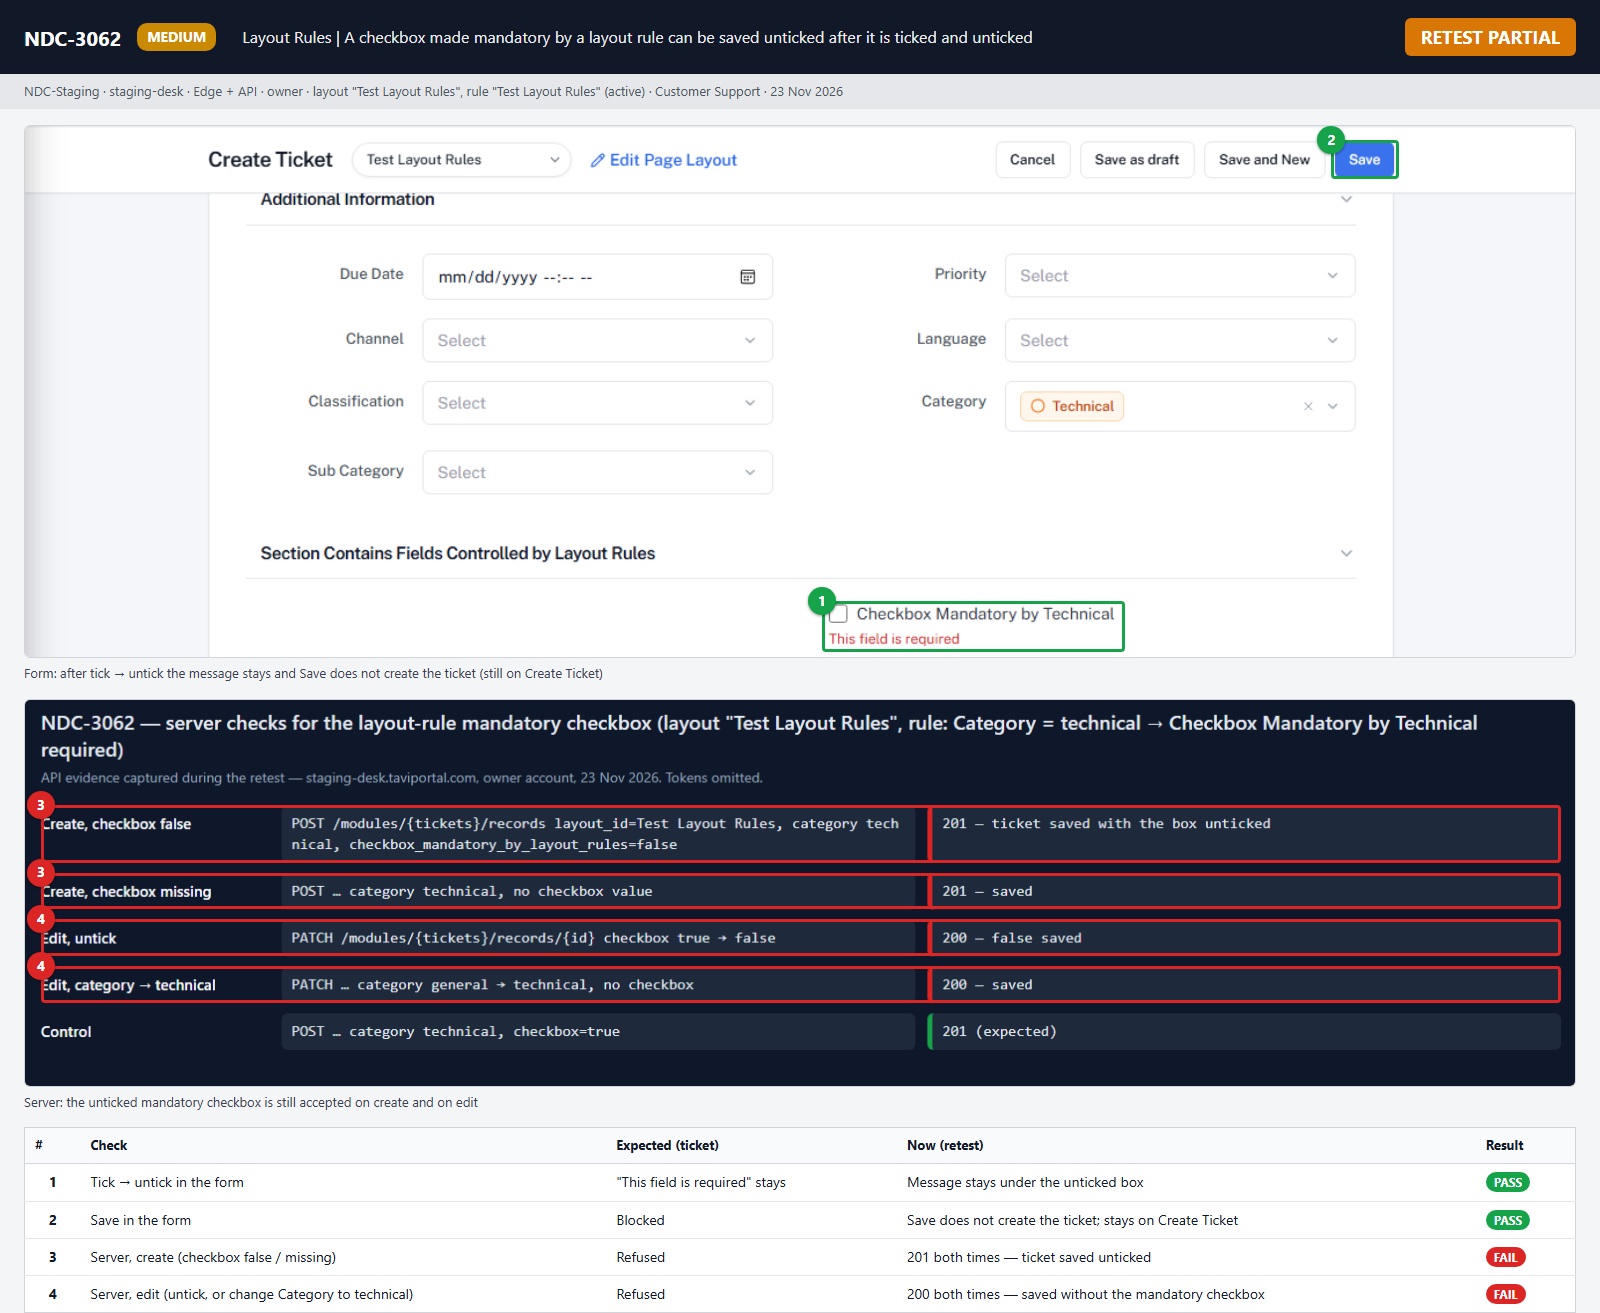 NDC-3062 MEDIUM Layout Rules | A checkbox made mandatory by a layout rule can be saved unticked after it is ticked and unticked RETEST PARTIAL
NDC-Staging · staging-desk · Edge + API · owner · layout "Test Layout Rules", rule "Test Layout Rules" (active) · Customer Support · 23 Nov 2026
Create Ticket Test Layout Rules Edit Page Layout Cancel Save as draft Save and New 2 Save
Additional Information
Due Date mm/dd/yyyy --:-- -- Priority Select
Channel Select Language Select
Classification Select Category Technical
Sub Category Select
Section Contains Fields Controlled by Layout Rules
1 Checkbox Mandatory by Technical
This field is required
Form: after tick → untick the message stays and Save does not create the ticket (still on Create Ticket)
NDC-3062 — server checks for the layout-rule mandatory checkbox (layout "Test Layout Rules", rule: Category = technical → Checkbox Mandatory by Technical
required)
API evidence captured during the retest — staging-desk.taviportal.com, owner account, 23 Nov 2026. Tokens omitted.
3
Create, checkbox false POST /modules/{tickets}/records layout_id=Test Layout Rules, category tech 201 — ticket saved with the box unticked
nical, checkbox_mandatory_by_layout_rules=false
3
Create, checkbox missing POST … category technical, no checkbox value 201 — saved
4
Edit, untick PATCH /modules/{tickets}/records/{id} checkbox true → false 200 — false saved
4
Edit, category → technical PATCH … category general → technical, no checkbox 200 — saved
Control POST … category technical, checkbox=true 201 (expected)
Server: the unticked mandatory checkbox is still accepted on create and on edit
# Check Expected (ticket) Now (retest) Result
1 Tick → untick in the form "This field is required" stays Message stays under the unticked box PASS
2 Save in the form Blocked Save does not create the ticket; stays on Create Ticket PASS
3 Server, create (checkbox false / missing) Refused 201 both times — ticket saved unticked FAIL
4 Server, edit (untick, or change Category to technical) Refused 200 both times — saved without the mandatory checkbox FAIL